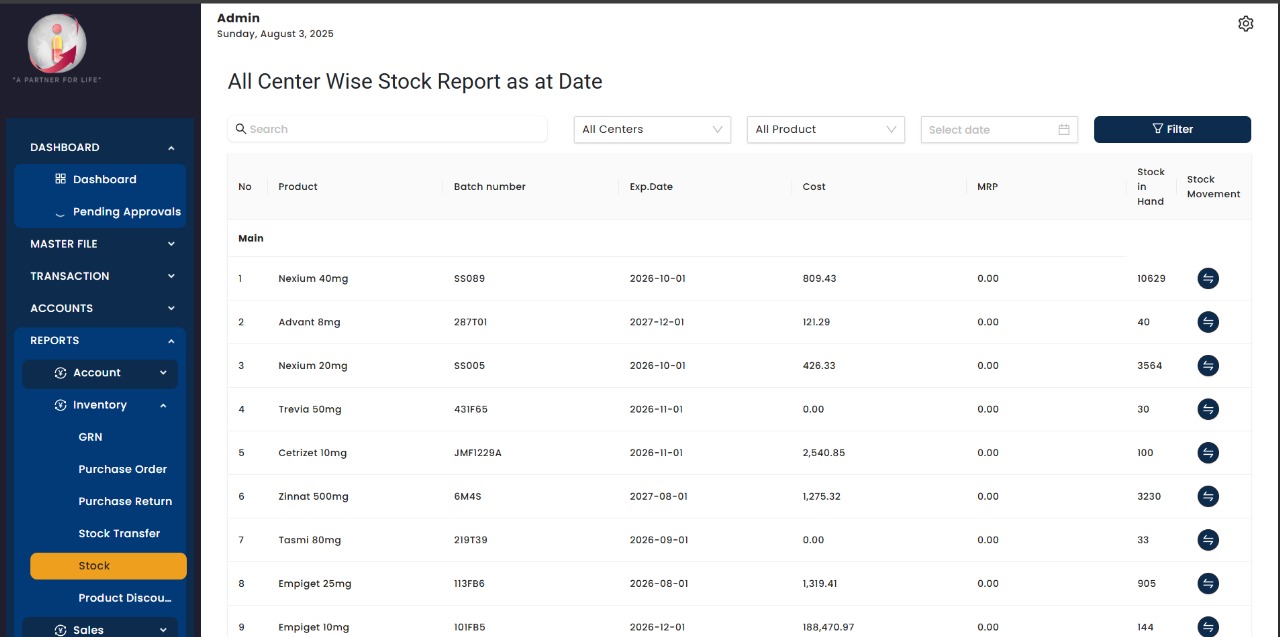 "A PARTNER FOR LIFE"
DASHBOARD
Dashboard
Pending Approvals
MASTER FILE
TRANSACTION
ACCOUNTS
REPORTS
Account
Inventory
GRN
Purchase Order
Purchase Return
Stock Transfer
Stock
Product Discou...
Sales
Admin
Sunday, August 3, 2025
All Center Wise Stock Report as at Date
Search All Centers All Product Select date Filter
No Product Batch number Exp.Date Cost MRP Stock in Hand Stock Movement
Main
1 Nexium 40mg SS089 2026-10-01 809.43 0.00 10629
2 Advant 8mg 287T01 2027-12-01 121.29 0.00 40
3 Nexium 20mg SS005 2026-10-01 426.33 0.00 3564
4 Trevia 50mg 431F65 2026-11-01 0.00 0.00 30
5 Cetrizet 10mg JMF1229A 2026-11-01 2,540.85 0.00 100
6 Zinnat 500mg 6M4S 2027-08-01 1,275.32 0.00 3230
7 Tasmi 80mg 219T39 2026-09-01 0.00 0.00 33
8 Empiget 25mg 113FB6 2026-08-01 1,319.41 0.00 905
9 Empiget 10mg 101FB5 2026-12-01 188,470.97 0.00 144